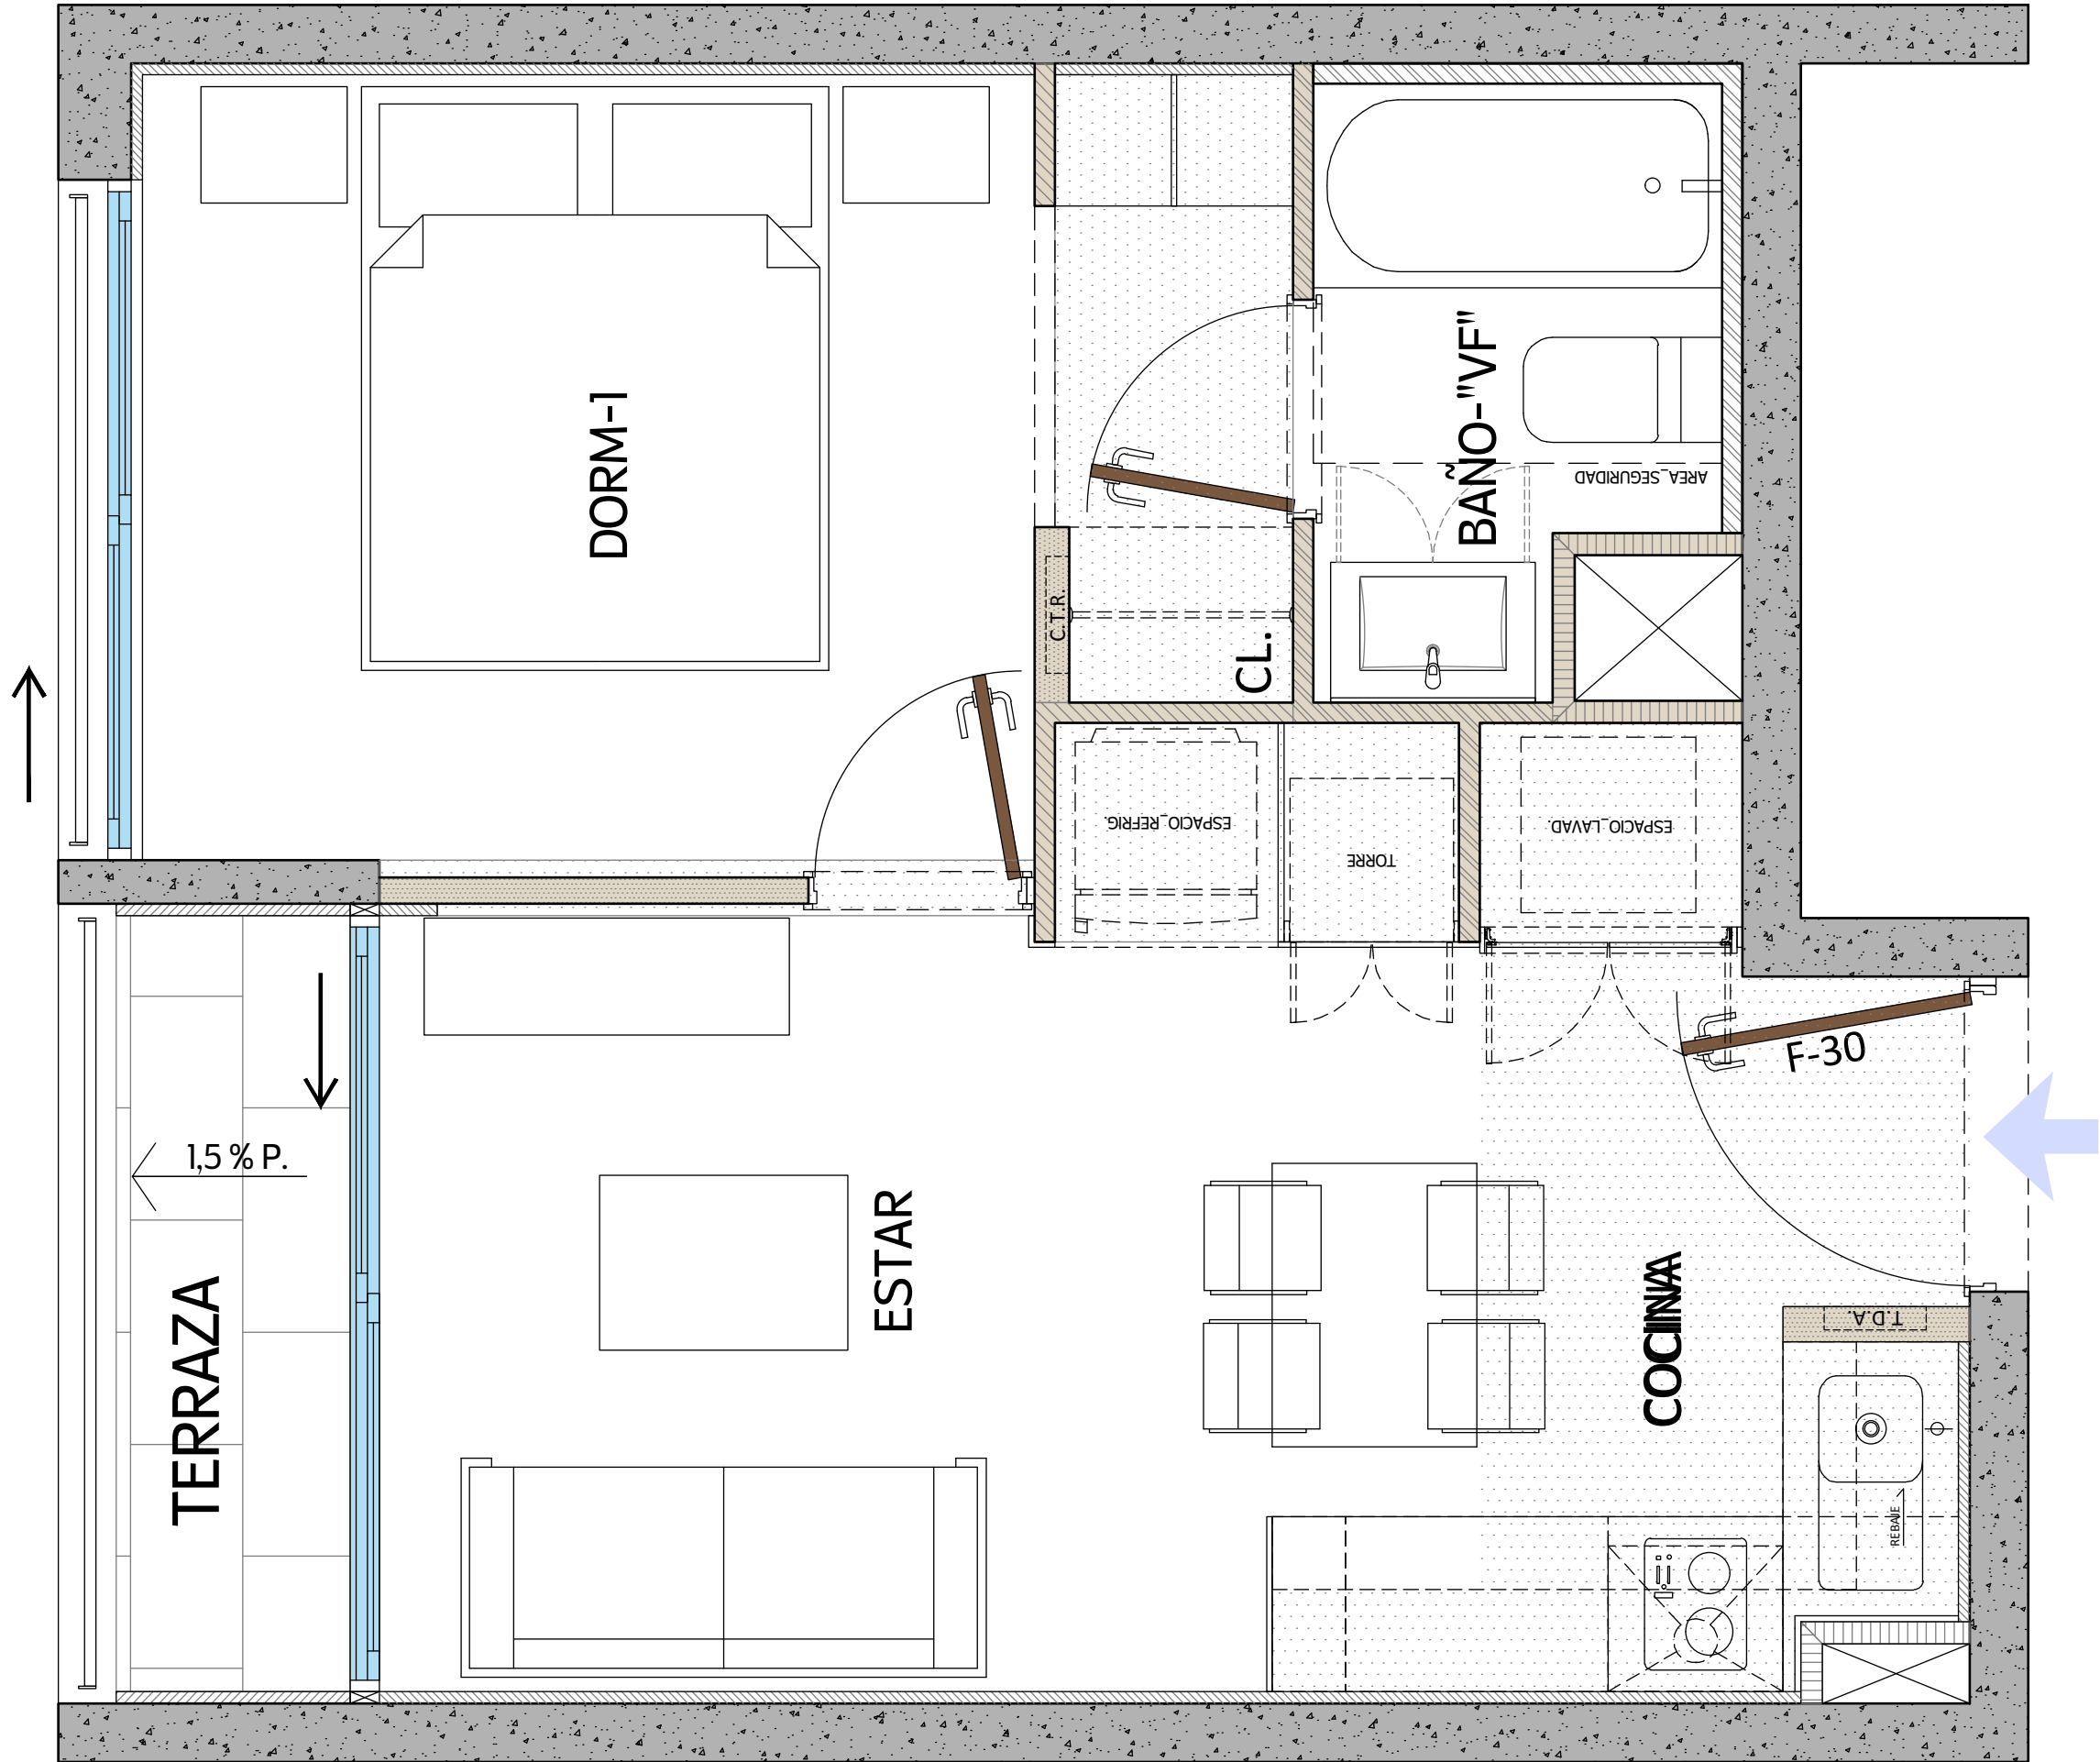 DORM-1
BAÑO-"VF"
AREA_SEGURIDAD
C.T.R.
CL.
ESPACIO_REFRIG.
TORRE
ESPACIO_LAVAD.
F-30
1,5 % P.
TERRAZA
ESTAR
COCINA
T.D.A.
REBAJE